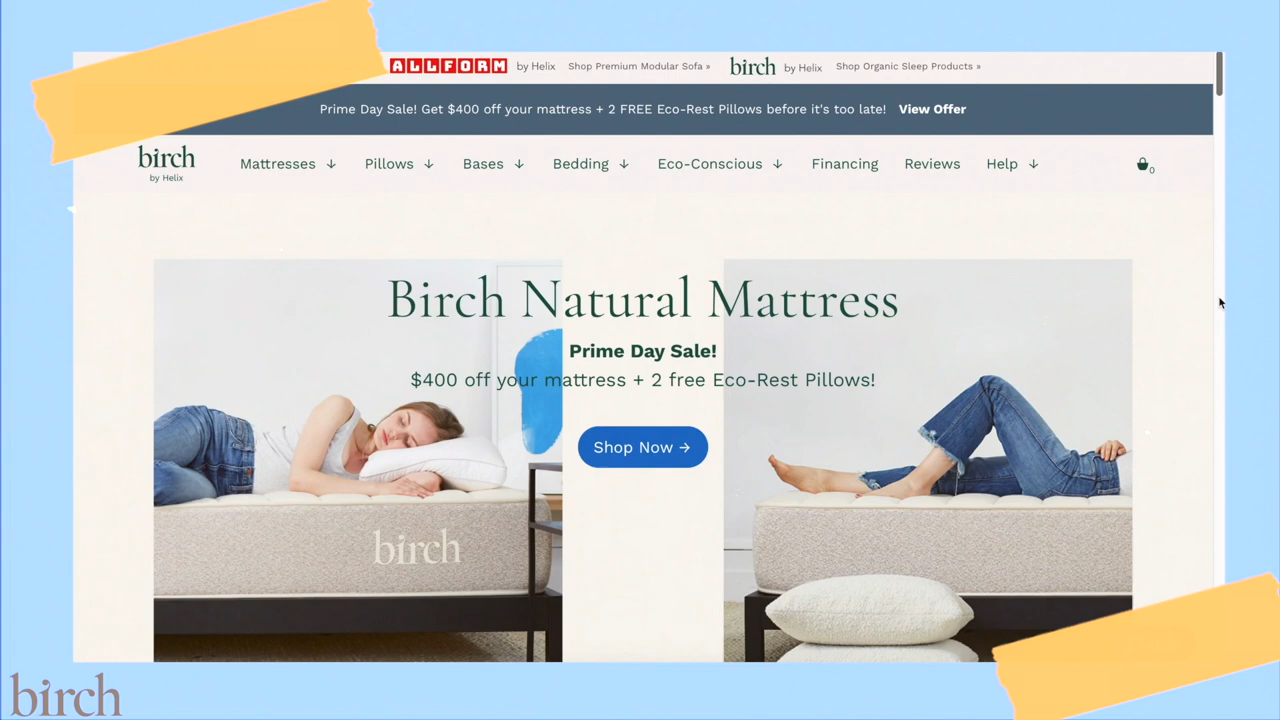 ALLFORM by Helix Shop Premium Modular Sofa » birch by Helix Shop Organic Sleep Products »
Prime Day Sale! Get $400 off your mattress + 2 FREE Eco-Rest Pillows before it's too late! View Offer
birch
by Helix
Mattresses ↓ Pillows ↓ Bases ↓ Bedding ↓ Eco-Conscious ↓ Financing Reviews Help ↓ 0
Birch Natural Mattress
Prime Day Sale!
$400 off your mattress + 2 free Eco-Rest Pillows!
Shop Now →
birch
birch